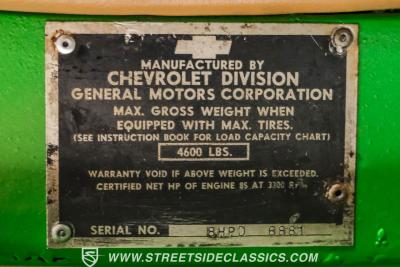 MANUFACTURED BY
CHEVROLET DIVISION
GENERAL MOTORS CORPORATION
MAX. GROSS WEIGHT WHEN
EQUIPPED WITH MAX. TIRES.
(SEE INSTRUCTION BOOK FOR LOAD CAPACITY CHART)
4600 LBS.
WARRANTY VOID IF ABOVE WEIGHT IS EXCEEDED.
CERTIFIED NET HP OF ENGINE 85 AT 3300
SERIAL NO.
WWW.STREETSIDECLASSICS.COM